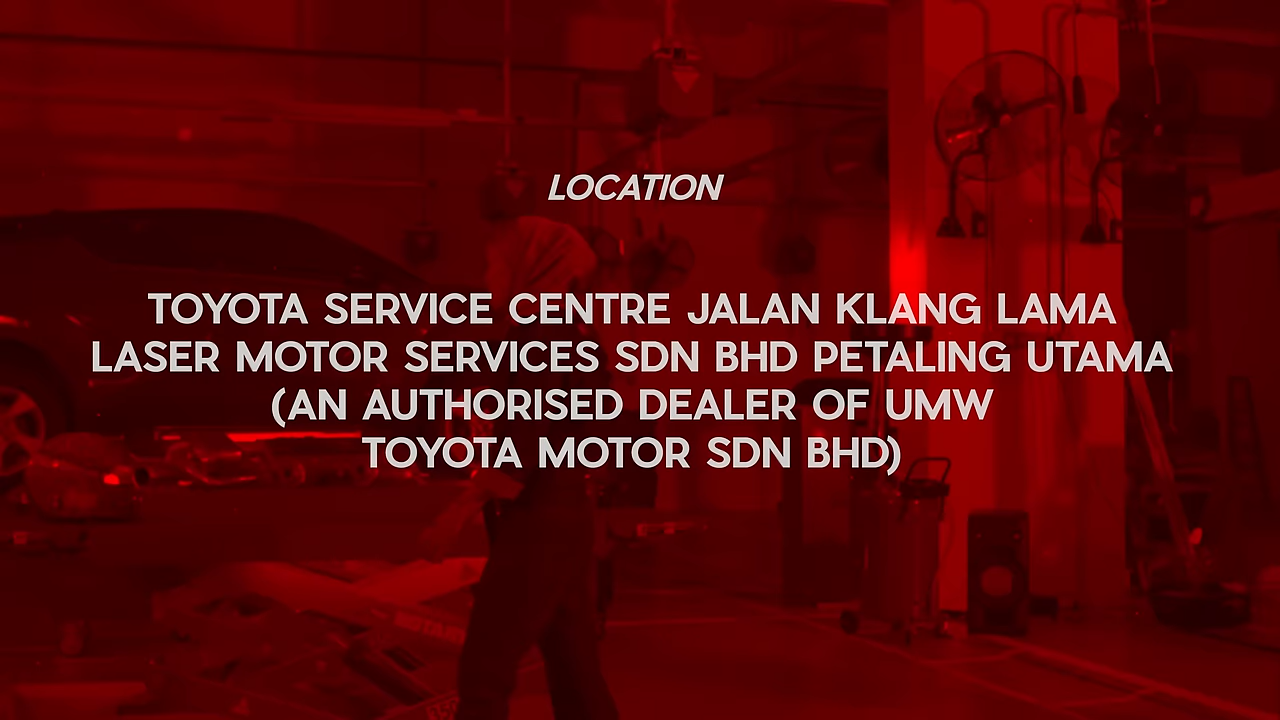 LOCATION
TOYOTA SERVICE CENTRE JALAN KLANG LAMA
LASER MOTOR SERVICES SDN BHD PETALING UTAMA
(AN AUTHORISED DEALER OF UMW
TOYOTA MOTOR SDN BHD)